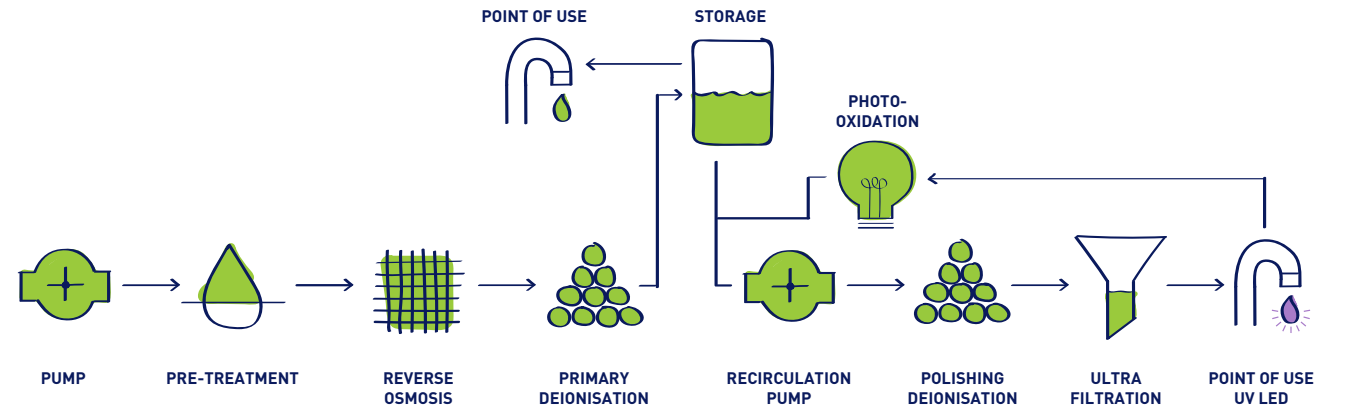 POINT OF USE
STORAGE
PHOTO-
OXIDATION
PUMP
PRE-TREATMENT
REVERSE
OSMOSIS
PRIMARY
DEIONISATION
RECIRCULATION
PUMP
POLISHING
DEIONISATION
ULTRA
FILTRATION
POINT OF USE
UV LED